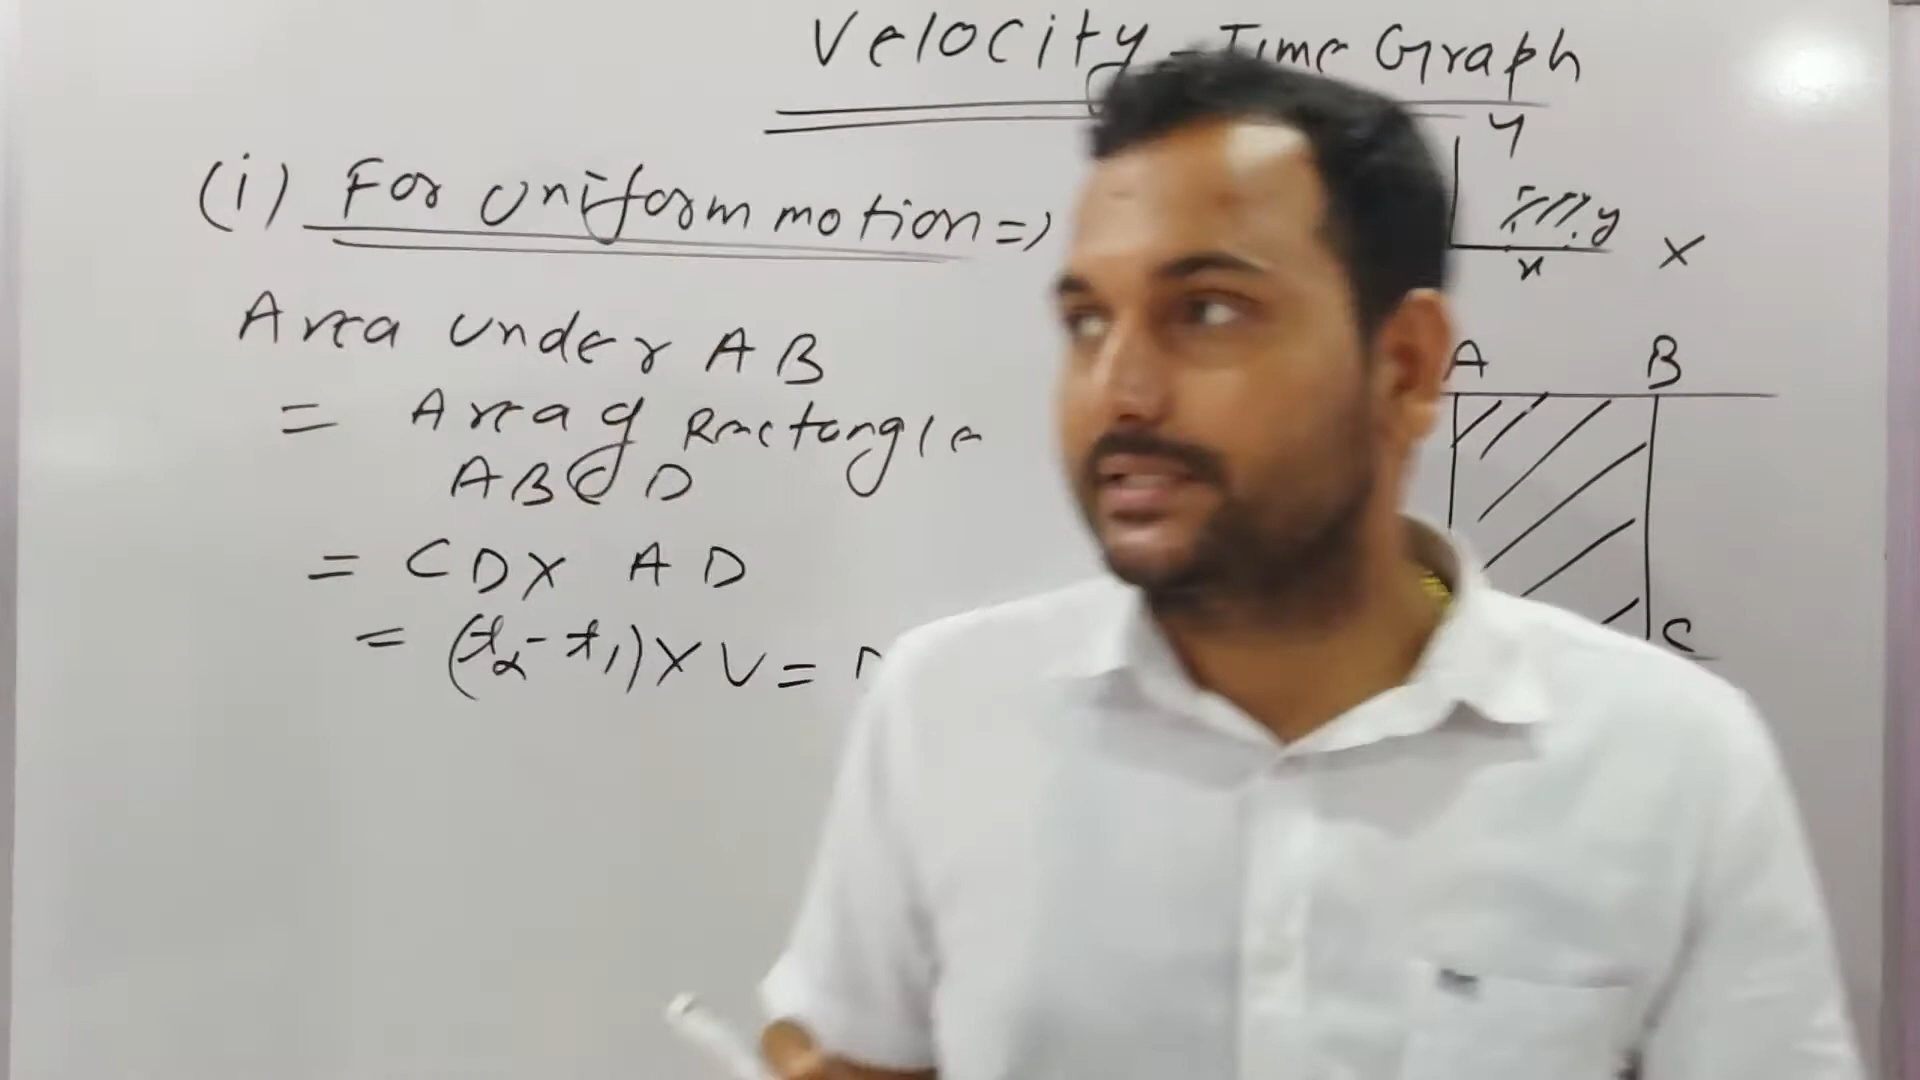 Velocity - Time Graph
(i) For Uniform motion =>
Area Under AB
= Area of Rectangle
ABCD
= CD X AD
= (t2 - t1) X V =
Y
y
x
X
A
B
C